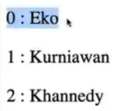 0 : Eko
1 : Kurniawan
2 : Khannedy